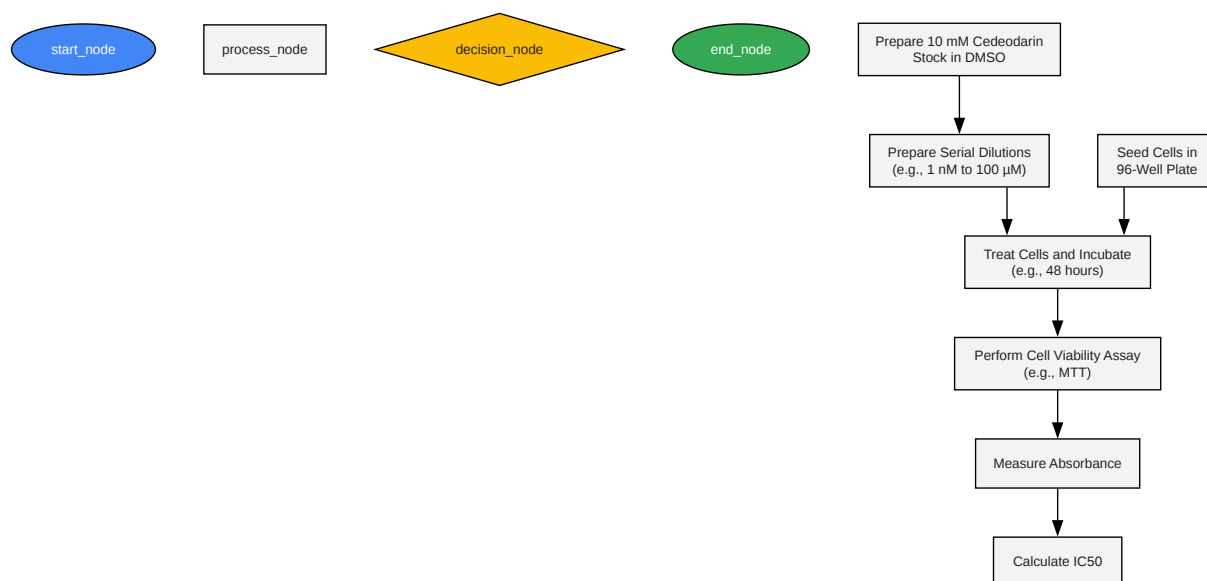 start_node
process_node
decision_node
end_node
Prepare 10 mM Cedeodarin
Stock in DMSO
Prepare Serial Dilutions
(e.g., 1 nM to 100 µM)
Seed Cells in
96-Well Plate
Treat Cells and Incubate
(e.g., 48 hours)
Perform Cell Viability Assay
(e.g., MTT)
Measure Absorbance
Calculate IC50